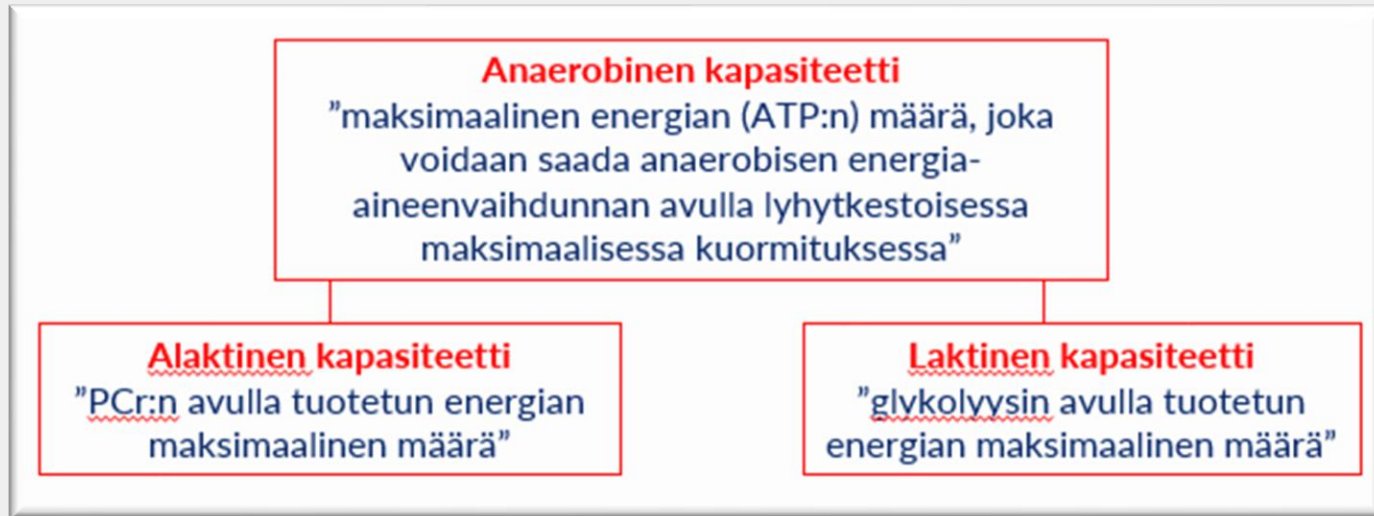 Anaerobinen kapasiteetti
”maksimaalinen energian (ATP:n) määrä, joka
voidaan saada anaerobisen energia-
aineenvaihdunnan avulla lyhytkestoisessa
maksimaalisessa kuormituksessa”
Alaktinen kapasiteetti
”PCr:n avulla tuotetun energian
maksimaalinen määrä”
Laktinen kapasiteetti
”glykolyysin avulla tuotetun
energian maksimaalinen määrä”